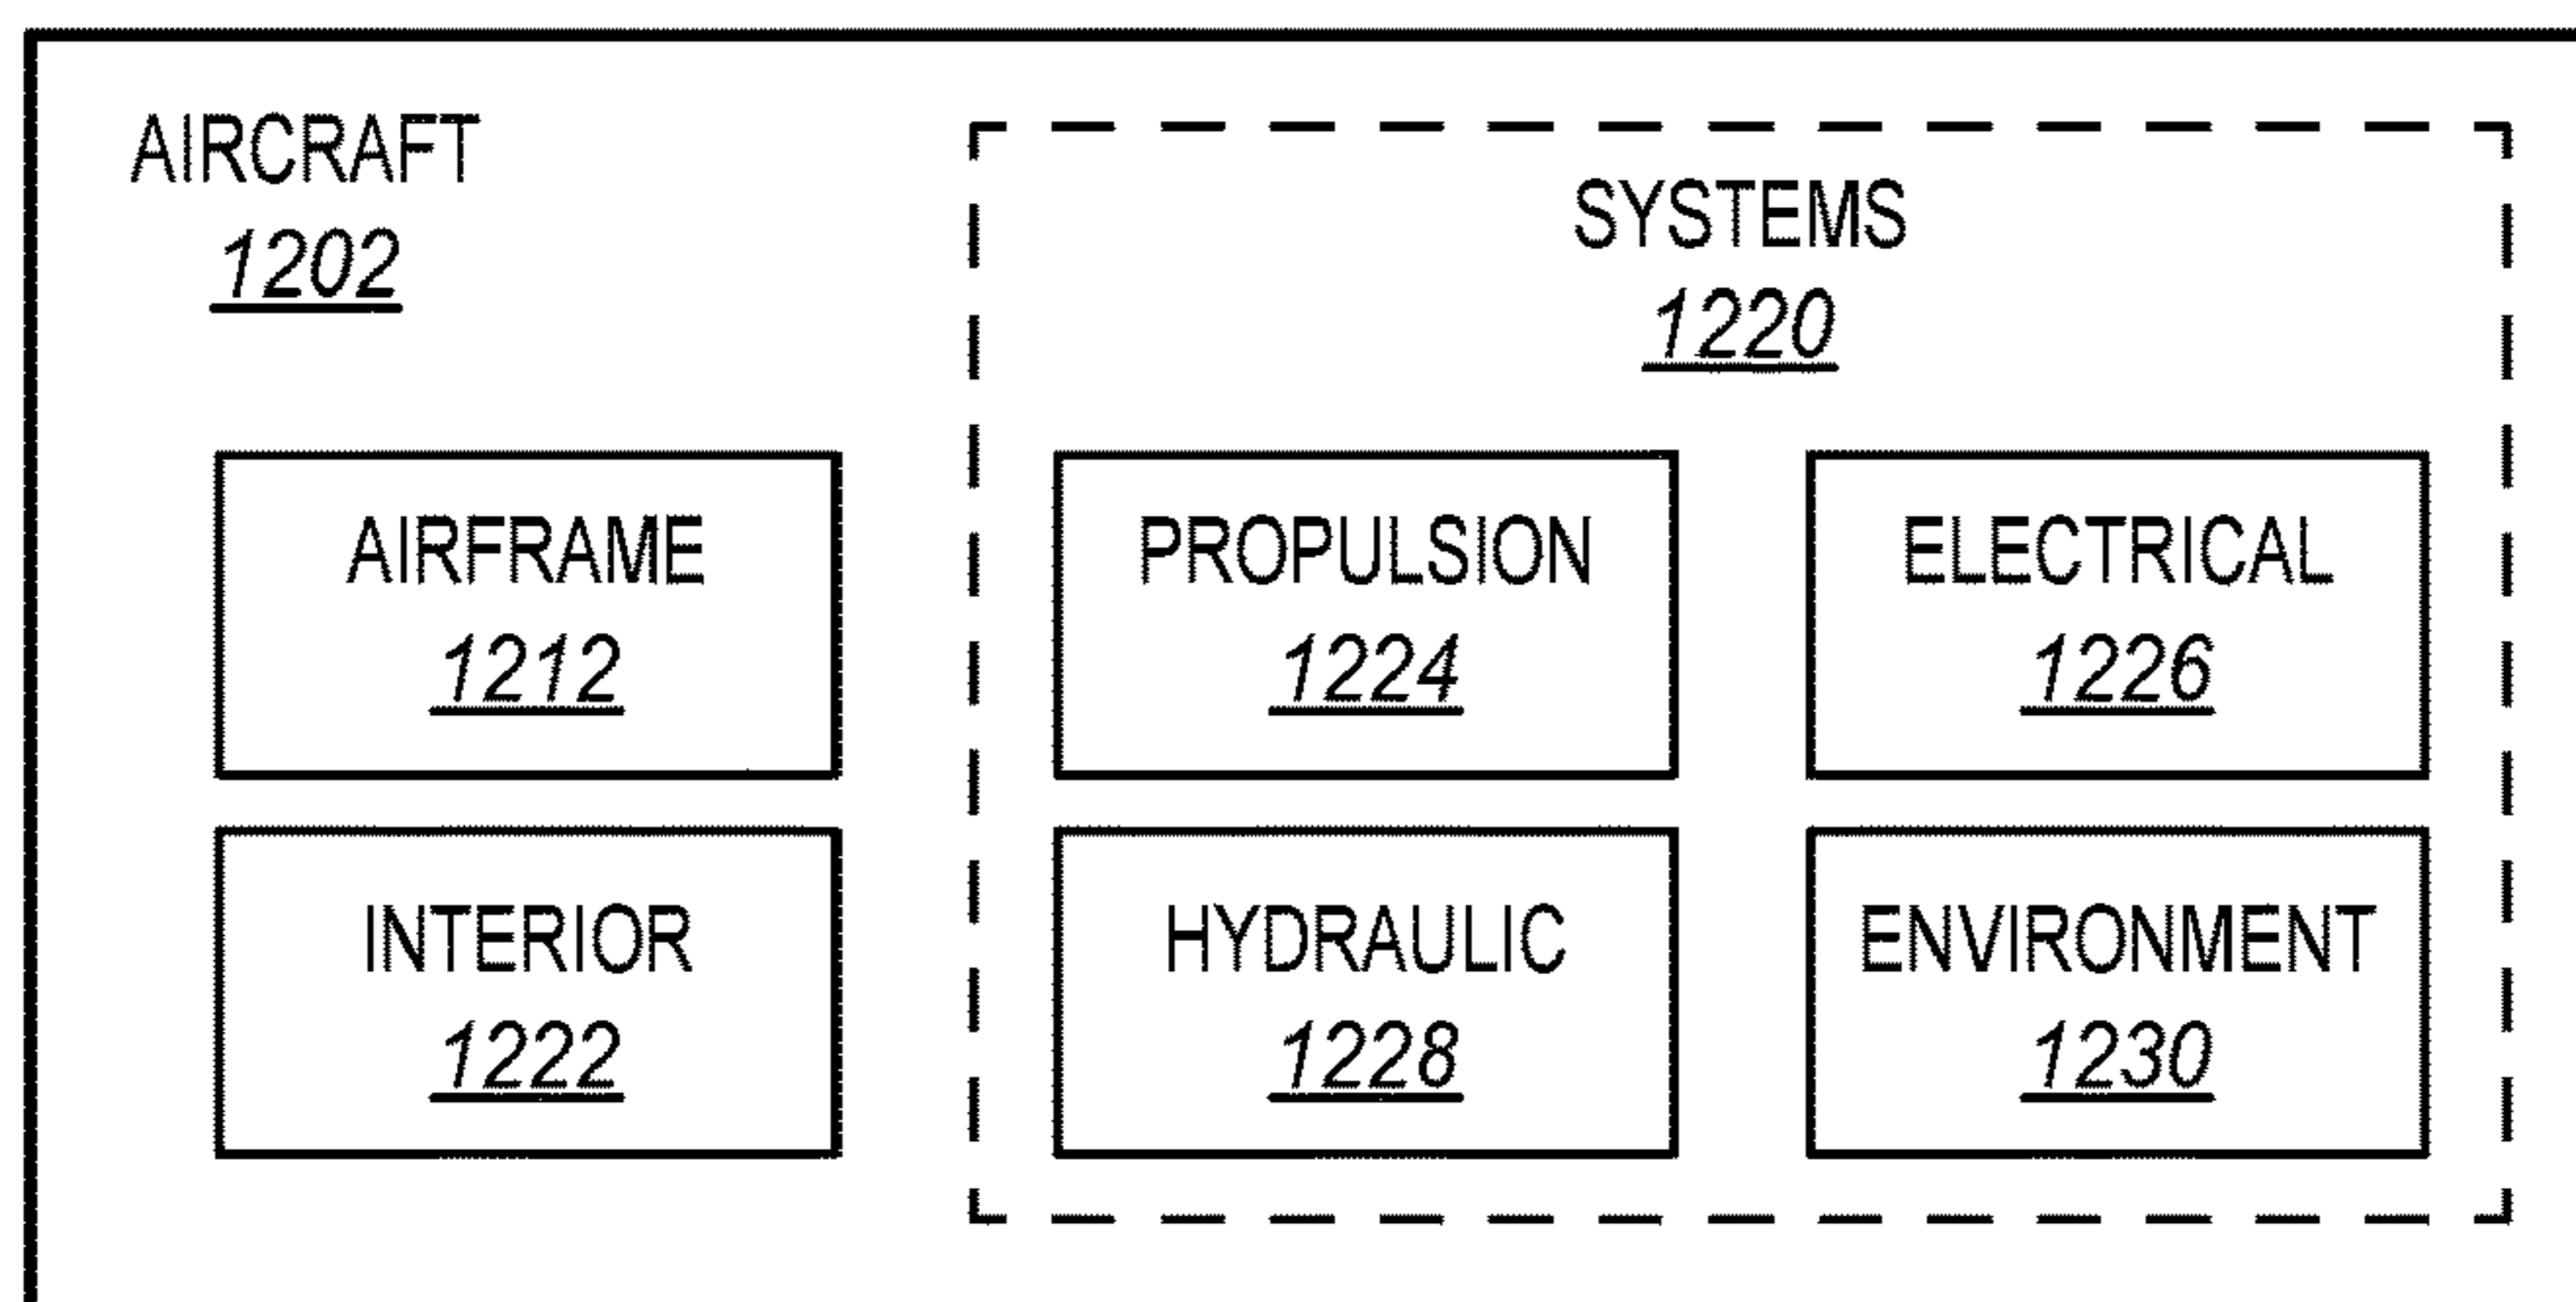 AIRCRAFT
1202
SYSTEMS
1220
AIRFRAME
1212
PROPULSION
1224
ELECTRICAL
1226
INTERIOR
1222
HYDRAULIC
1228
ENVIRONMENT
1230